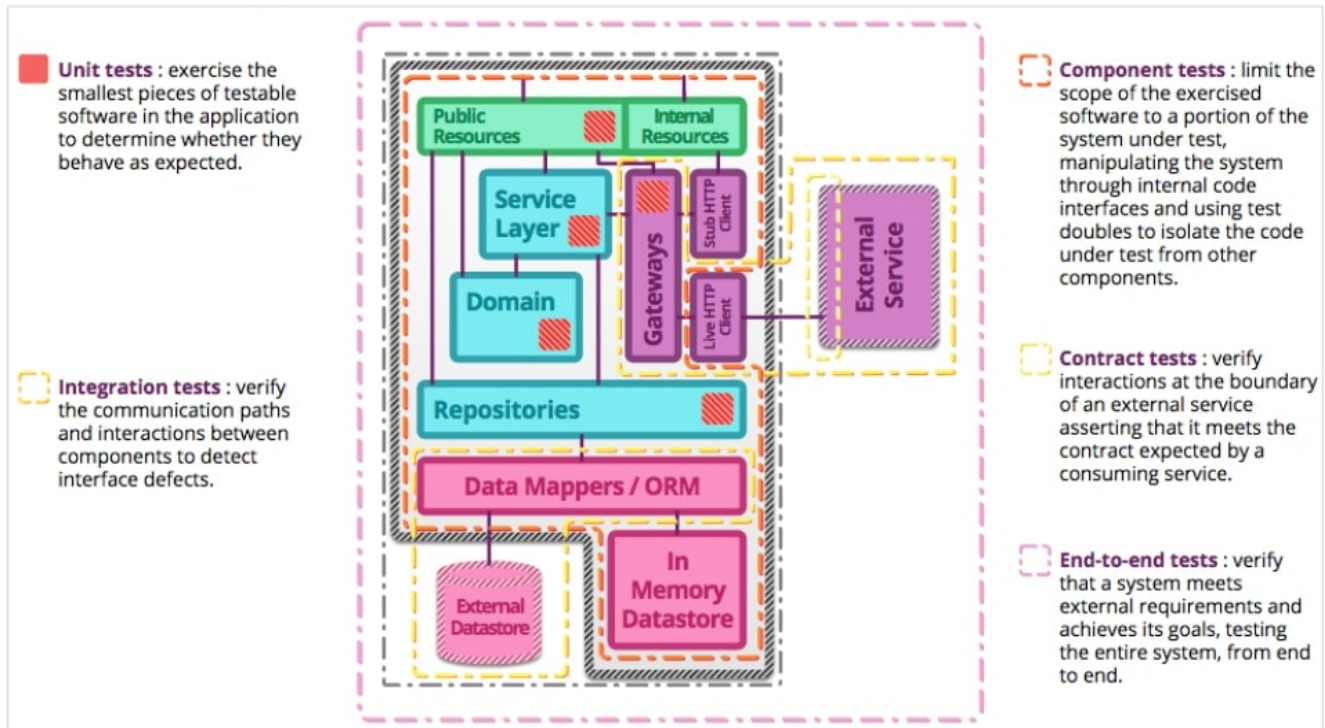 Unit tests : exercise the
smallest pieces of testable
software in the application
to determine whether they
behave as expected.
Integration tests : verify
the communication paths
and interactions between
components to detect
interface defects.
Public
Resources
Internal
Resources
Service
Layer
Gateways
Stub HTTP
Client
Live HTTP
Client
External
Service
Domain
Repositories
Data Mappers / ORM
External
Datastore
In
Memory
Datastore
Component tests : limit the
scope of the exercised
software to a portion of the
system under test,
manipulating the system
through internal code
interfaces and using test
doubles to isolate the code
under test from other
components.
Contract tests : verify
interactions at the boundary
of an external service
asserting that it meets the
contract expected by a
consuming service.
End-to-end tests : verify
that a system meets
external requirements and
achieves its goals, testing
the entire system, from end
to end.